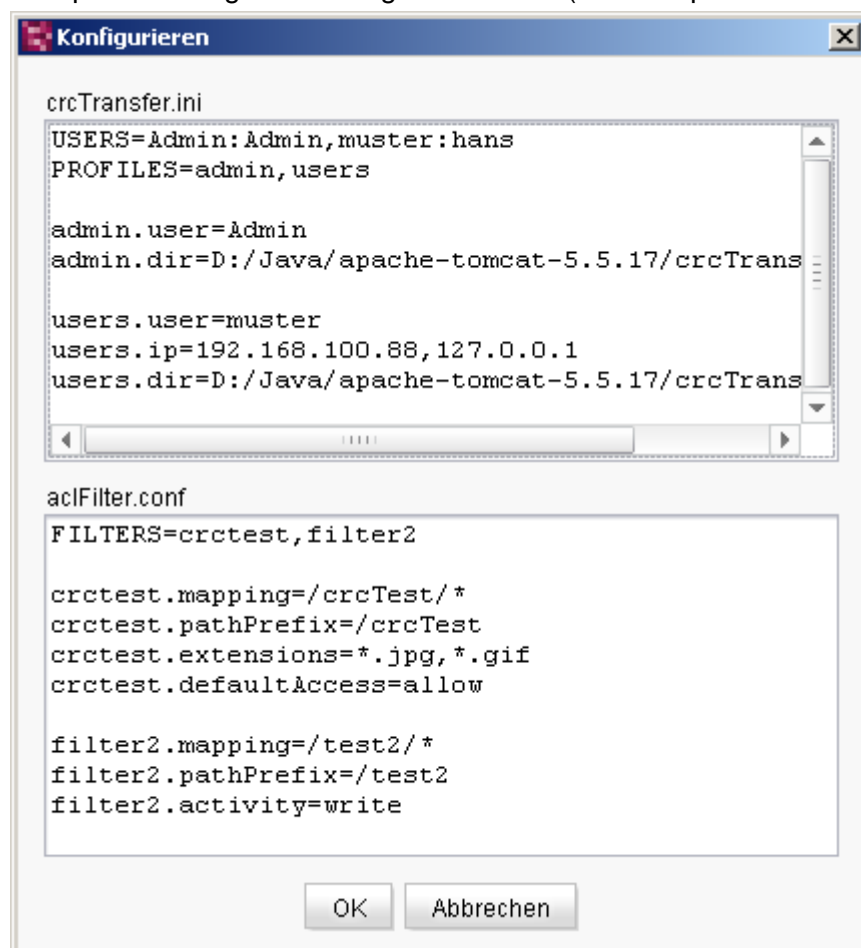 Konfigurieren
crcTransfer.ini
USERS=Admin:Admin,muster:hans
PROFILES=admin,users
admin.user=Admin
admin.dir=D:/Java/apache-tomcat-5.5.17/crcTrans
users.user=muster
users.ip=192.168.100.88,127.0.0.1
users.dir=D:/Java/apache-tomcat-5.5.17/crcTrans
aclFilter.conf
FILTERS=crctest,filter2
crctest.mapping=/crcTest/*
crctest.pathPrefix=/crcTest
crctest.extensions=*.jpg,*.gif
crctest.defaultAccess=allow
filter2.mapping=/test2/*
filter2.pathPrefix=/test2
filter2.activity=write
OK Abbrechen